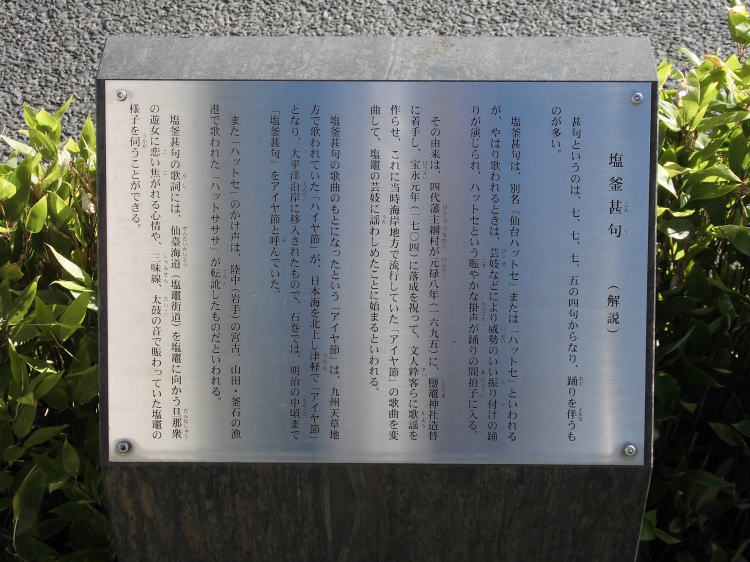 塩釜甚句　（解説）
甚句というのは、七、七、七、五の四句からなり、踊りを伴うも
のが多い。
塩釜甚句は、別名「仙台ハットセ」または「ハットセ」といわれる
が、やはり歌われるときは、芸妓などにより威勢のいい振り付けの踊
りが演じられ、ハットセという賑やかな掛声が踊りの間拍子に入る。
その由来は、四代藩主綱村が元禄八年（一六九五）に、鹽竈神社造替
に着手し、宝永元年（一七〇四）に落成を祝って、文人粋客らに歌謡を
作らせ、これに当時海岸地方で流行していた「アイヤ節」の歌曲を変
曲して、塩竈の芸妓に謡わしめたことに始まるといわれる。
塩釜甚句の歌曲のもとになったという「アイヤ節」は、九州天草地
方で歌われていた「ハイヤ節」が、日本海を北上し津軽で「アイヤ節」
となり、太平洋沿岸に移入されたもので、石巻では、明治の中頃まで
「塩釜甚句」をアイヤ節と呼んでいた。
また「ハットセ」のかけ声は、陸中（岩手）の宮古、山田・釜石の漁
港で歌われた「ハットササ」が転訛したものだといわれる。
塩釜甚句の歌詞には、仙臺海道（塩竈街道）を塩竈に向かう旦那衆
の遊女に恋い焦がれる心情や、三味線、太鼓の音で賑わっていた塩竈の
様子を伺うことができる。